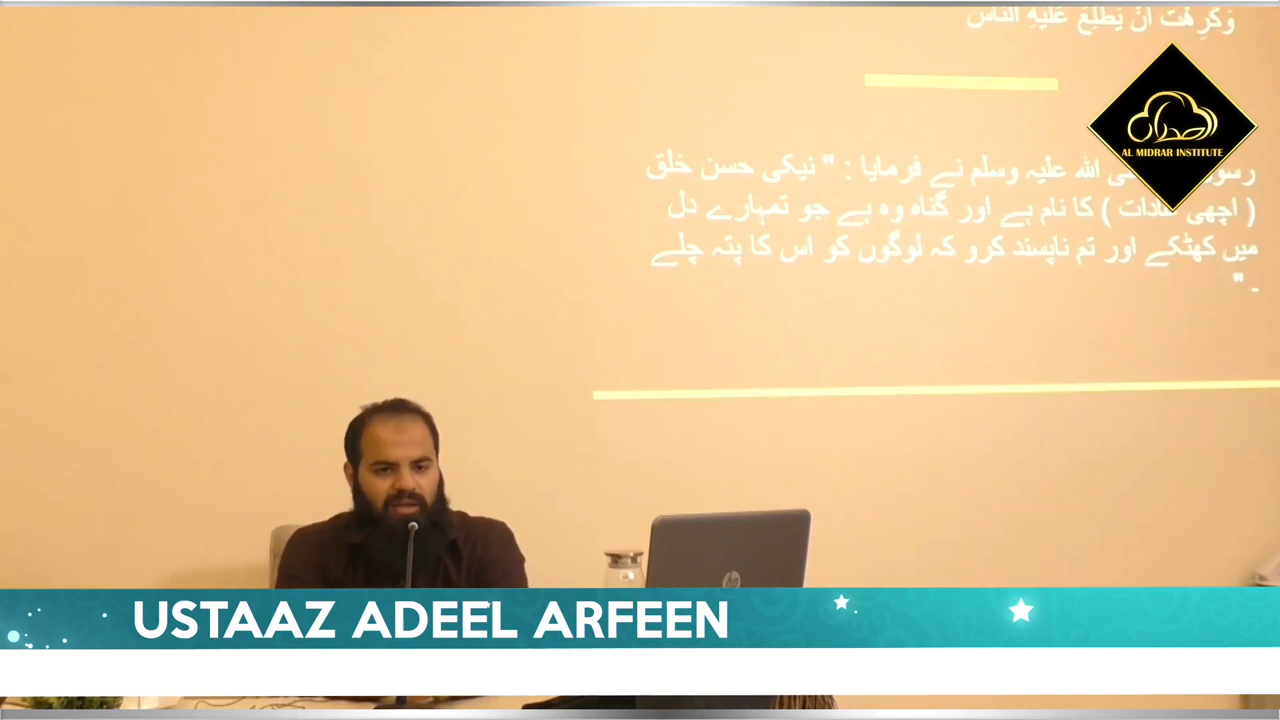 وَكَرِهْتَ أَنْ يَطَّلِعَ عَلَيْهِ النَّاسُ
الله علیہ وسلم نے فرمایا : " نیکی حسن خلق
( اچھی عادات ) کا نام ہے اور گناہ وہ ہے جو تمہارے دل
میں کھٹکے اور تم ناپسند کرو کہ لوگوں کو اس کا پتہ چلے
۔ "
AL MIDRAR INSTITUTE
hp
USTAAZ ADEEL ARFEEN